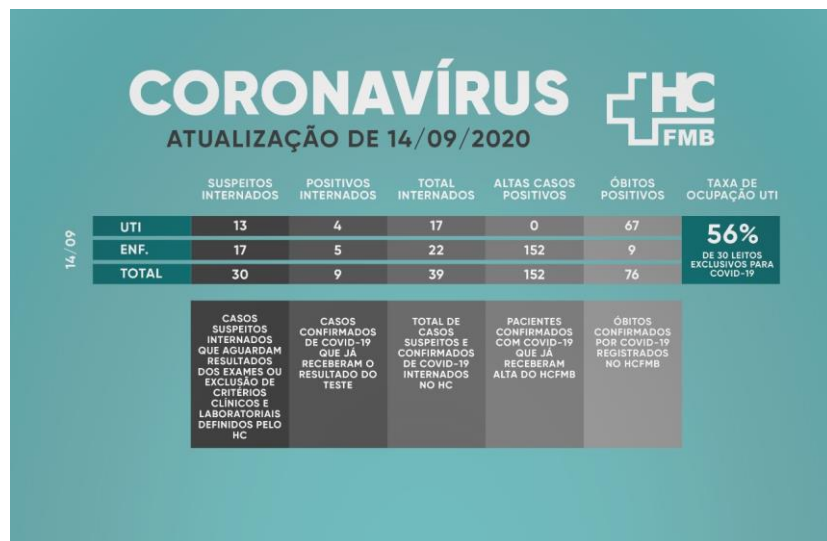 CORONAVÍRUS
ATUALIZAÇÃO DE 14/09/2020
HC
FMB
SUSPEITOS INTERNADOS POSITIVOS INTERNADOS TOTAL INTERNADOS ALTAS CASOS POSITIVOS ÓBITOS POSITIVOS TAXA DE OCUPAÇÃO UTI
14/09
UTI 13 4 17 0 67
ENF. 17 5 22 152 9
TOTAL 30 9 39 152 76
56%
DE 30 LEITOS
EXCLUSIVOS PARA
COVID-19
CASOS
SUSPEITOS
INTERNADOS
QUE AGUARDAM
RESULTADOS
DOS EXAMES OU
EXCLUSÃO DE
CRITÉRIOS
CLÍNICOS E
LABORATORIAIS
DEFINIDOS PELO
HC
CASOS
CONFIRMADOS
DE COVID-19
QUE JÁ
RECEBERAM O
RESULTADO DO
TESTE
TOTAL DE
CASOS
SUSPEITOS E
CONFIRMADOS
DE COVID-19
INTERNADOS
NO HC
PACIENTES
CONFIRMADOS
COM COVID-19
QUE JÁ
RECEBERAM
ALTA DO HCFMB
ÓBITOS
CONFIRMADOS
POR COVID-19
REGISTRADOS
NO HCFMB